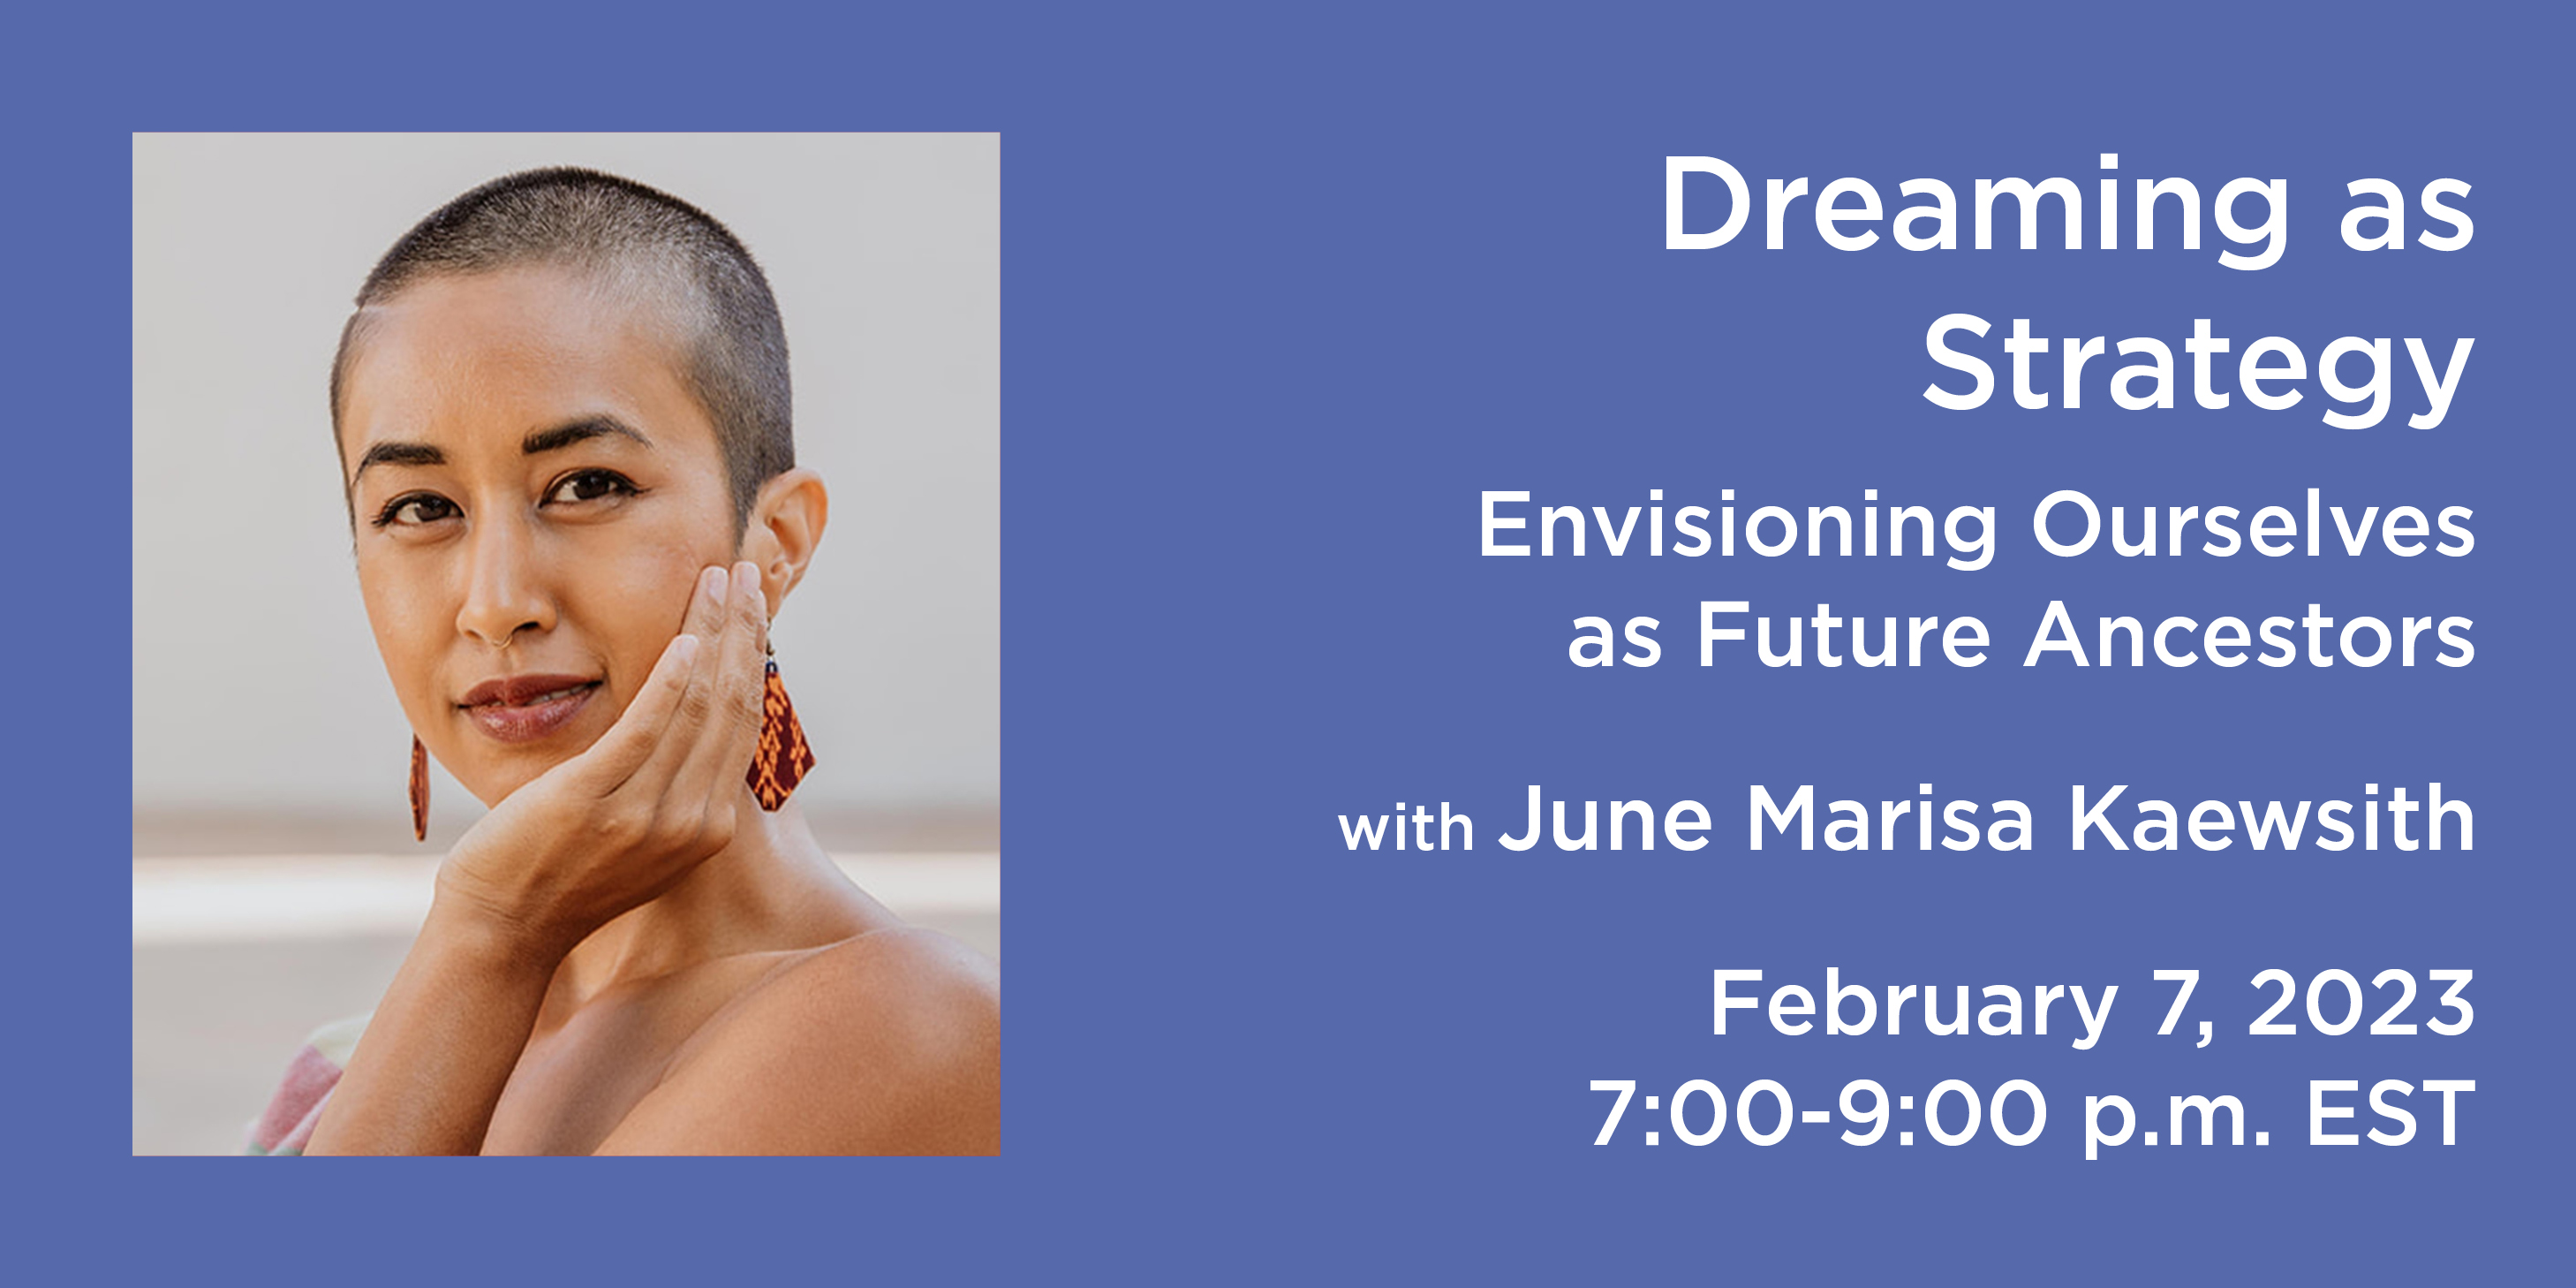 Dreaming as
Strategy
Envisioning Ourselves
as Future Ancestors
with June Marisa Kaewsith
February 7, 2023
7:00-9:00 p.m. EST